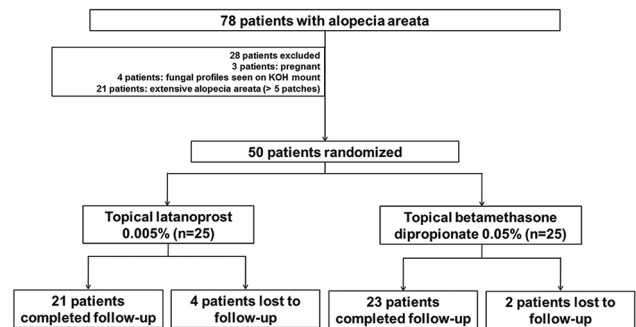 78 patients with alopecia areata
28 patients excluded
3 patients: pregnant
4 patients: fungal profiles seen on KOH mount
21 patients: extensive alopecia areata (> 5 patches)
50 patients randomized
Topical latanoprost
0.005% (n=25)
Topical betamethasone
dipropionate 0.05% (n=25)
21 patients
completed follow-up
4 patients lost to
follow-up
23 patients
completed follow-up
2 patients lost to
follow-up